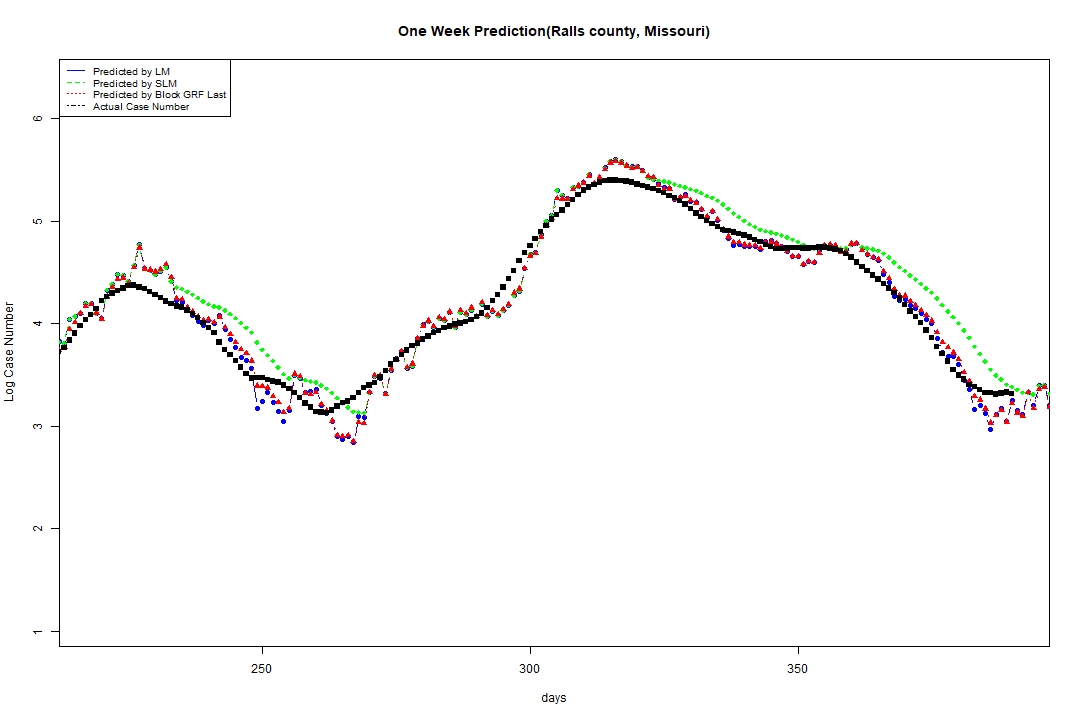 One Week Prediction(Ralls county, Missouri)
Predicted by LM
Predicted by SLM
Predicted by Block GRF Last
Actual Case Number
Log Case Number
6
5
4
3
2
1
250 300 350
days